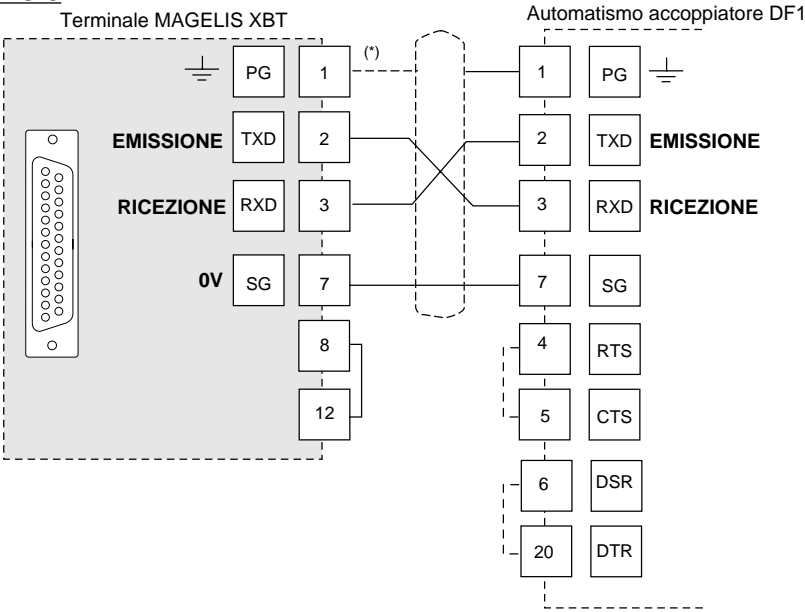 Terminale MAGELIS XBT
Automatismo accoppiatore DF1
PG 1 (*) 1 PG
EMISSIONE TXD 2 2 TXD EMISSIONE
RICEZIONE RXD 3 3 RXD RICEZIONE
0V SG 7 7 SG
8 4 RTS
12 5 CTS
6 DSR
20 DTR